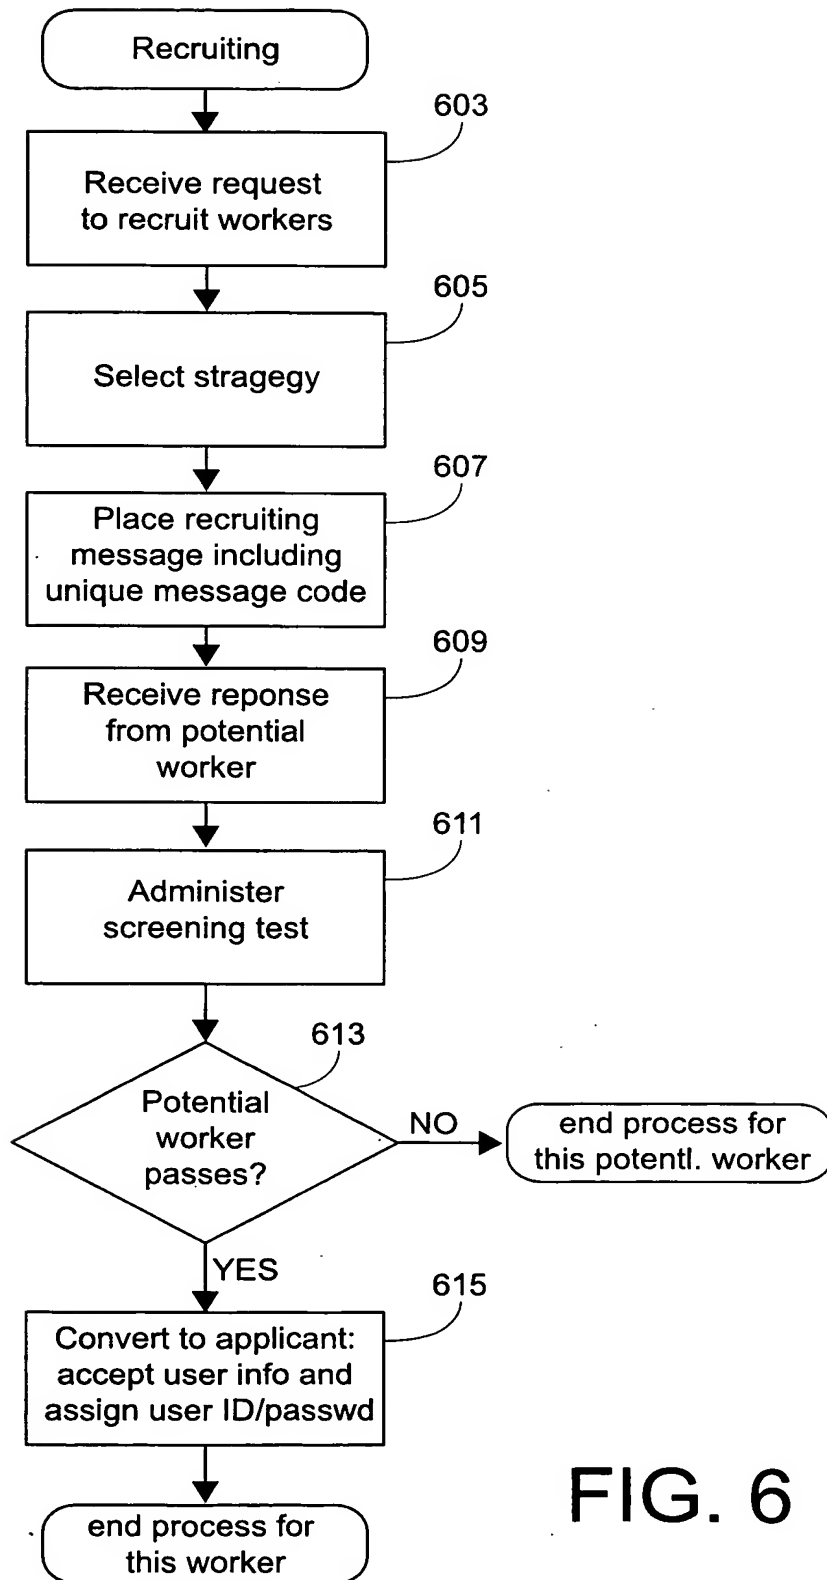 Recruiting
603
Receive request
to recruit workers
605
Select stragegy
607
Place recruiting
message including
unique message code
609
Receive reponse
from potential
worker
611
Administer
screening test
613
Potential
worker
passes?
NO
end process for
this potentl. worker
YES
615
Convert to applicant:
accept user info and
assign user ID/passwd
end process for
this worker
FIG. 6